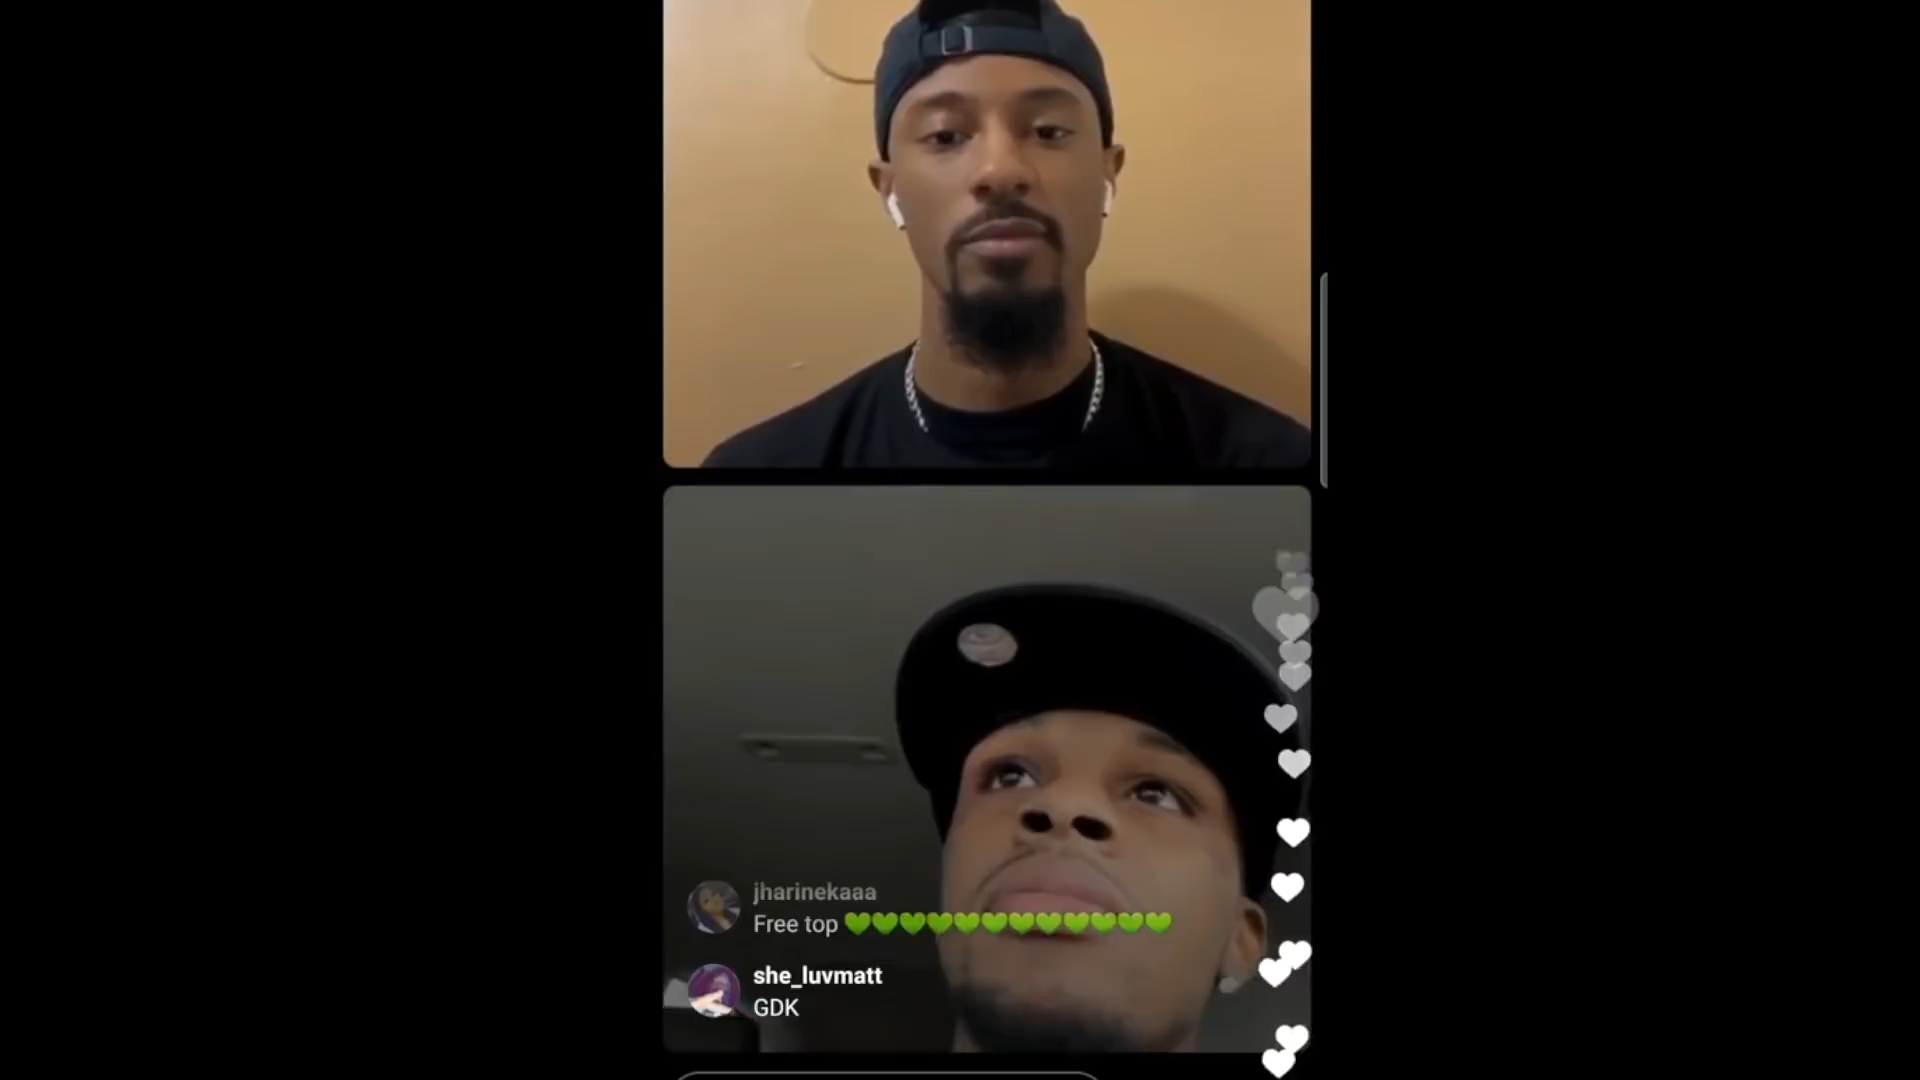 jharinekaaa
Free top 💚💚💚💚💚💚💚💚💚💚💚💚
she_luvmatt
GDK